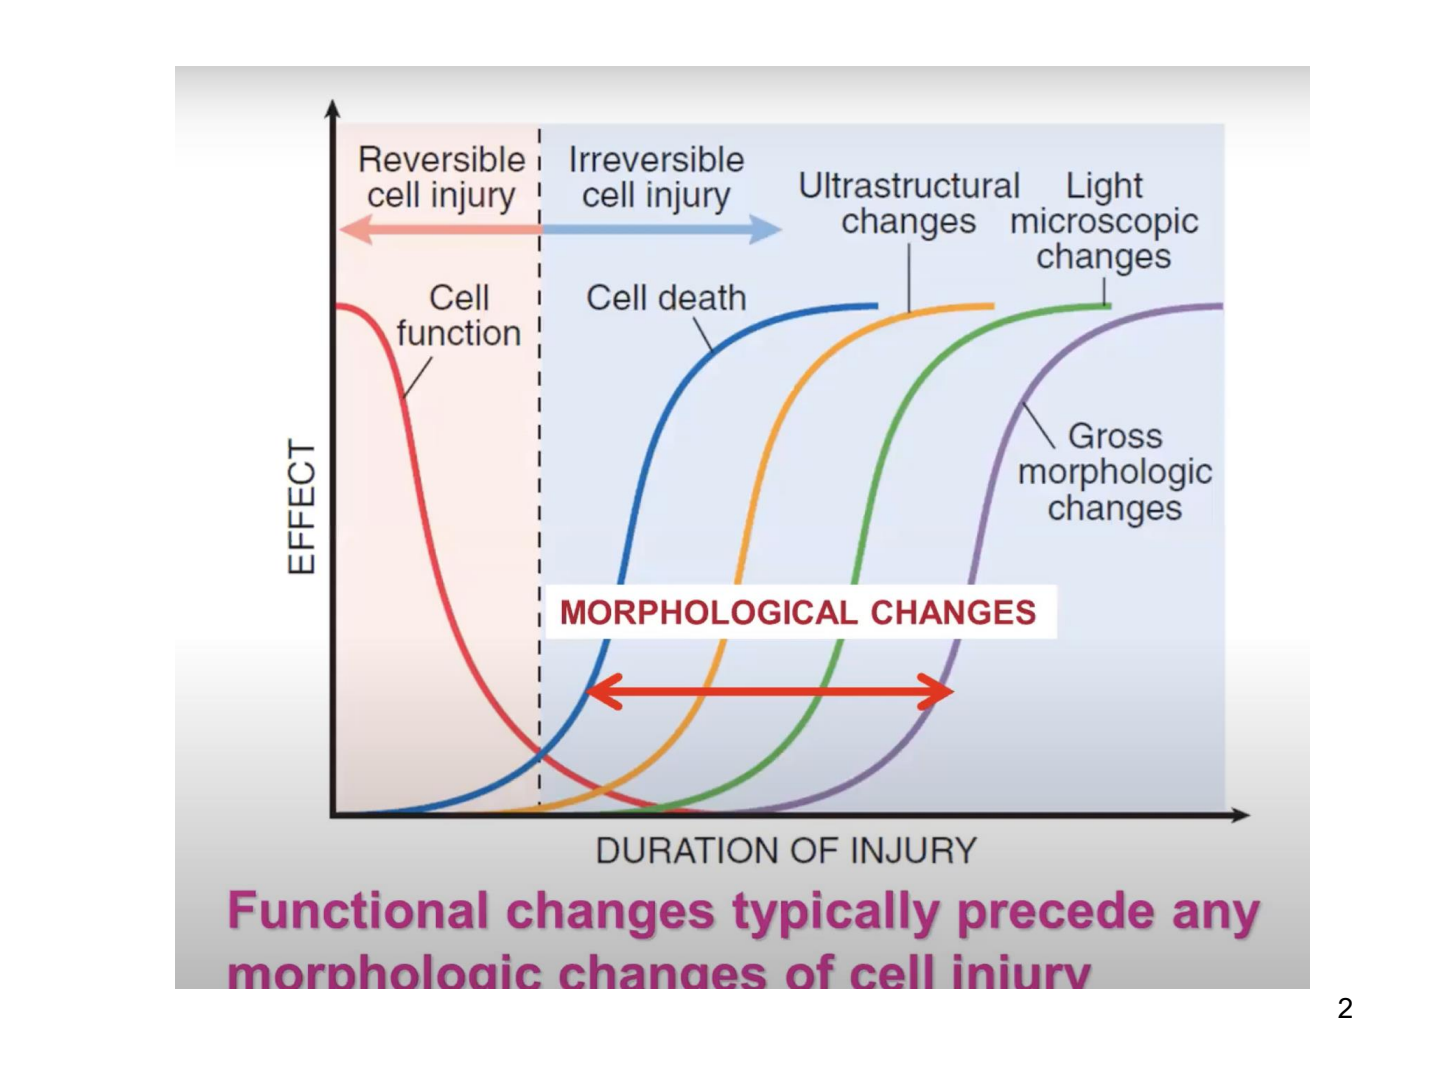 Reversible
cell injury
Irreversible
cell injury
Ultrastructural
changes
Light
microscopic
changes
Cell
function
Cell death
Gross
morphologic
changes
EFFECT
MORPHOLOGICAL CHANGES
DURATION OF INJURY
Functional changes typically precede any
morphologic changes of cell injury
2